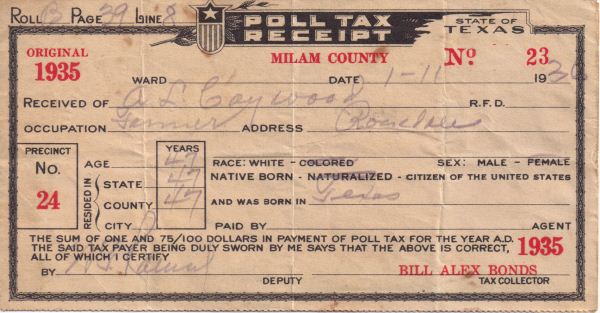 ROLL B PAGE 39 LINE 8
POLL TAX RECEIPT
STATE OF TEXAS
ORIGINAL 1935
MILAM COUNTY
No. 23
WARD DATE 1-11 1936
RECEIVED OF A L Caywood R.F.D.
OCCUPATION Farmer ADDRESS Rockdale
PRECINCT No. 24
RESIDED IN
YEARS
AGE 47
STATE 47
COUNTY 47
CITY
RACE: WHITE - COLORED SEX: MALE - FEMALE
NATIVE BORN - NATURALIZED - CITIZEN OF THE UNITED STATES
AND WAS BORN IN Texas
PAID BY AGENT
THE SUM OF ONE AND 75/100 DOLLARS IN PAYMENT OF POLL TAX FOR THE YEAR A.D. 1935
THE SAID TAX PAYER BEING DULY SWORN BY ME SAYS THAT THE ABOVE IS CORRECT,
ALL OF WHICH I CERTIFY
BY
DEPUTY
BILL ALEX BONDS
TAX COLLECTOR